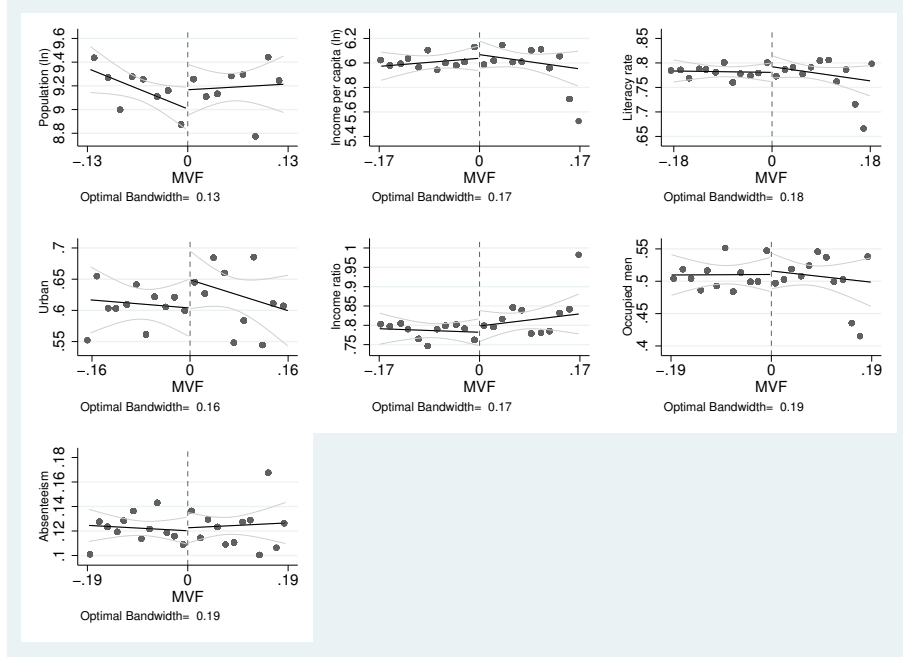 Population (ln)
8.8 9 9.2 9.4 9.6
−.13 0 .13
MVF
Optimal Bandwidth= 0.13
Income per capita (ln)
5.4 5.6 5.8 6 6.2
−.17 0 .17
MVF
Optimal Bandwidth= 0.17
Literacy rate
.65 .7 .75 .8 .85
−.18 0 .18
MVF
Optimal Bandwidth= 0.18
Urban
.55 .6 .65 .7
−.16 0 .16
MVF
Optimal Bandwidth= 0.16
Income ratio
.75 .8 .85 .9 .95 1
−.17 0 .17
MVF
Optimal Bandwidth= 0.17
Occupied men
.4 .45 .5 .55
−.19 0 .19
MVF
Optimal Bandwidth= 0.19
Absenteeism
.1 .12 .14 .16 .18
−.19 0 .19
MVF
Optimal Bandwidth= 0.19